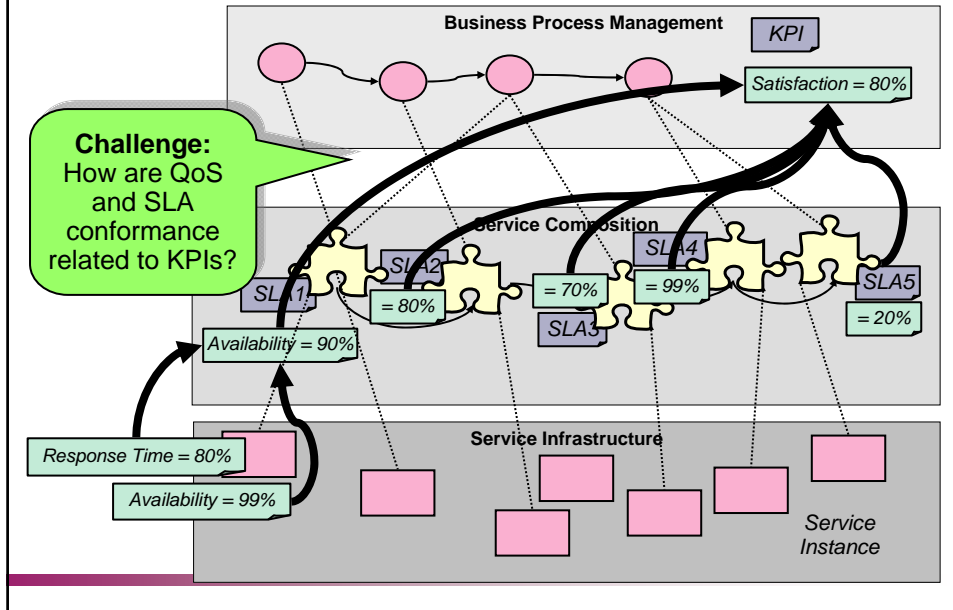 Business Process Management
KPI
Satisfaction = 80%
Challenge:
How are QoS
and SLA
conformance
related to KPIs?
Service Composition
SLA1
SLA2
SLA3
SLA4
SLA5
= 80%
= 70%
= 99%
= 20%
Availability = 90%
Service Infrastructure
Response Time = 80%
Availability = 99%
Service
Instance